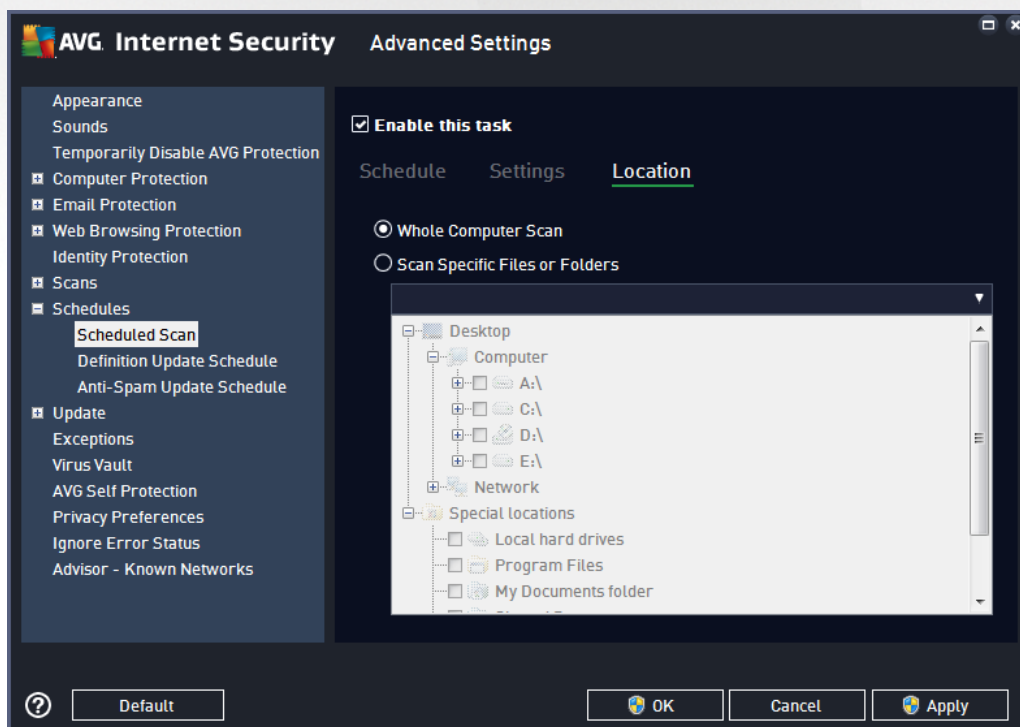 AVG. Internet Security Advanced Settings
Appearance
Sounds
Temporarily Disable AVG Protection
Computer Protection
Email Protection
Web Browsing Protection
Identity Protection
Scans
Schedules
Scheduled Scan
Definition Update Schedule
Anti-Spam Update Schedule
Update
Exceptions
Virus Vault
AVG Self Protection
Privacy Preferences
Ignore Error Status
Advisor - Known Networks
Enable this task
Schedule Settings Location
Whole Computer Scan
Scan Specific Files or Folders
Desktop
Computer
A:\
C:\
D:\
E:\
Network
Special locations
Local hard drives
Program Files
My Documents folder
? Default OK Cancel Apply